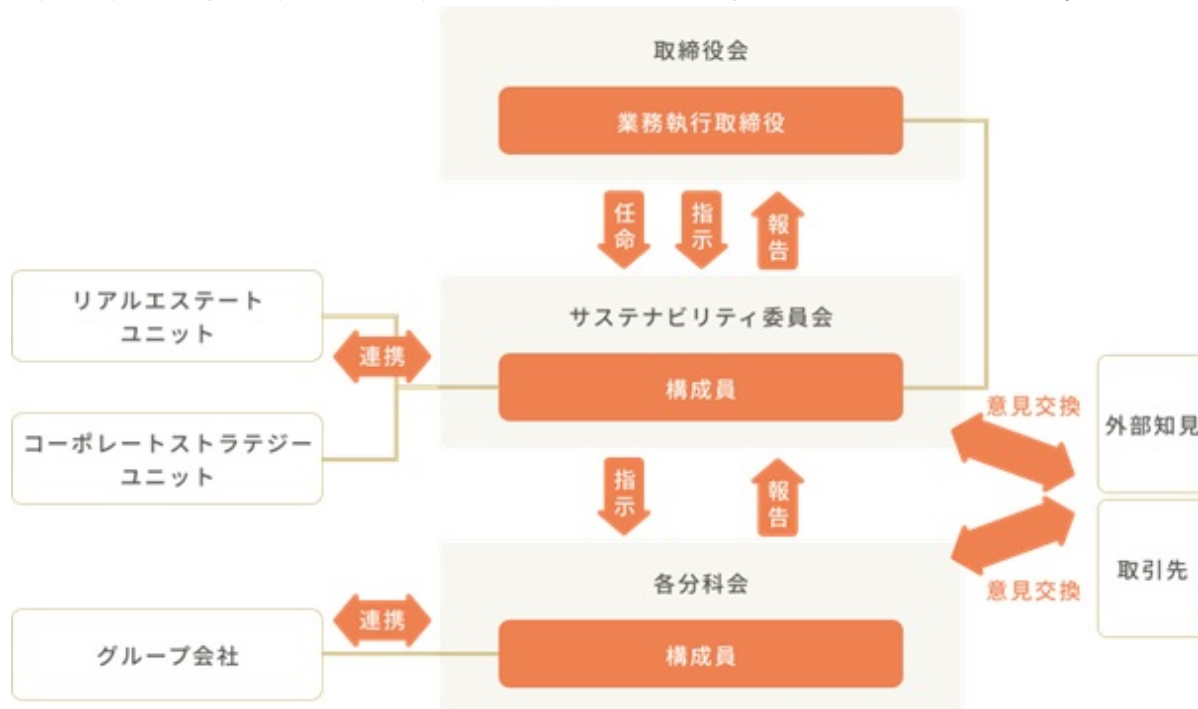 取締役会
業務執行取締役
任命
指示
報告
リアルエステート
ユニット
サステナビリティ委員会
連携
構成員
意見交換
外部知見
コーポレートストラテジー
ユニット
指示
報告
取引先
各分科会
意見交換
連携
グループ会社
構成員